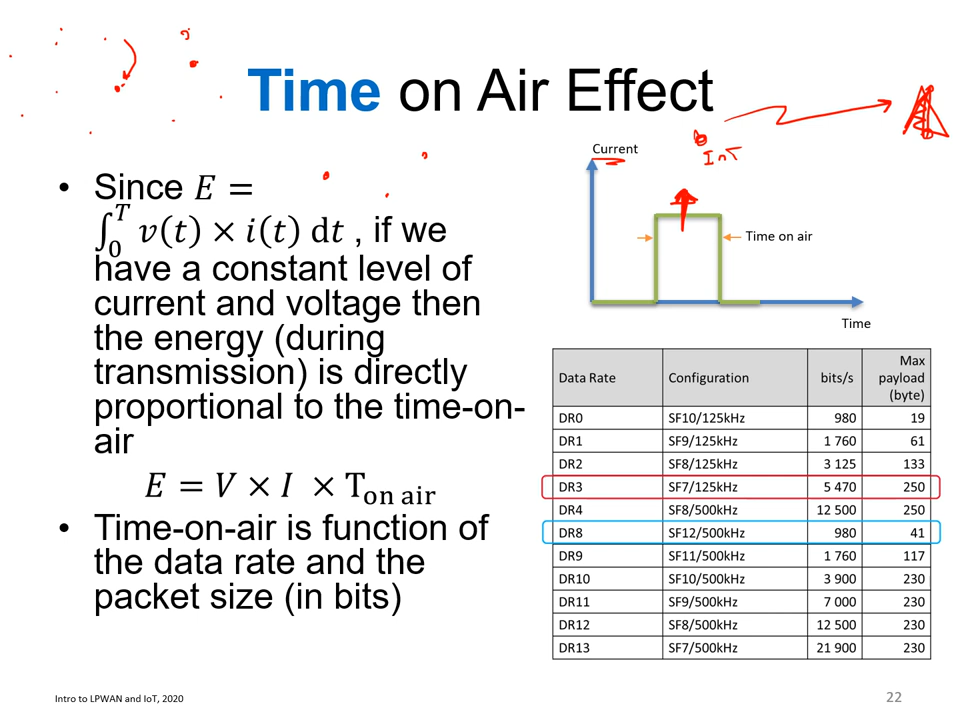 Time on Air Effect
• Since E =
∫₀ᵀ v(t) × i(t) dt , if we
have a constant level of
current and voltage then
the energy (during
transmission) is directly
proportional to the time-on-
air
E = V × I × T_on air
• Time-on-air is function of
the data rate and the
packet size (in bits)
Current
IoT
Time on air
Time
Data Rate Configuration bits/s Max payload (byte)
DR0 SF10/125kHz 980 19
DR1 SF9/125kHz 1 760 61
DR2 SF8/125kHz 3 125 133
DR3 SF7/125kHz 5 470 250
DR4 SF8/500kHz 12 500 250
DR8 SF12/500kHz 980 41
DR9 SF11/500kHz 1 760 117
DR10 SF10/500kHz 3 900 230
DR11 SF9/500kHz 7 000 230
DR12 SF8/500kHz 12 500 230
DR13 SF7/500kHz 21 900 230
Intro to LPWAN and IoT, 2020
22